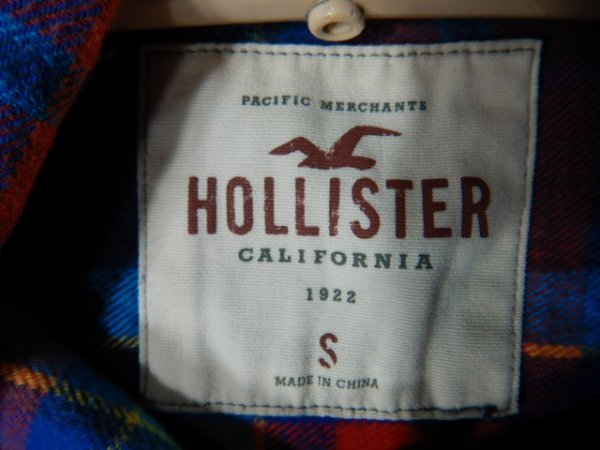 PACIFIC MERCHANTS
HOLLISTER
CALIFORNIA
1922
S
MADE IN CHINA